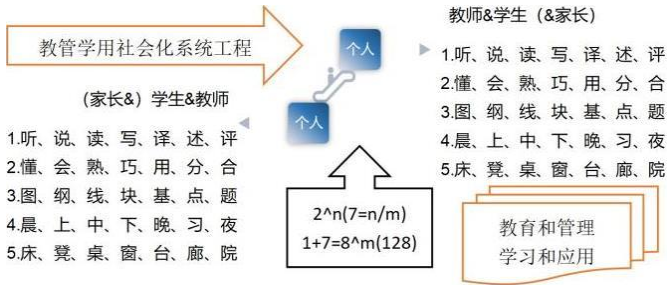 教管学用社会化系统工程
（家长&）学生&教师
1.听、说、读、写、译、述、评
2.懂、会、熟、巧、用、分、合
3.图、纲、线、块、基、点、题
4.晨、上、中、下、晚、习、夜
5.床、凳、桌、窗、台、廊、院
个人
个人
2^n(7=n/m)
1+7=8^m(128)
教师&学生（&家长）
1.听、说、读、写、译、述、评
2.懂、会、熟、巧、用、分、合
3.图、纲、线、块、基、点、题
4.晨、上、中、下、晚、习、夜
5.床、凳、桌、窗、台、廊、院
教育和管理
学习和应用